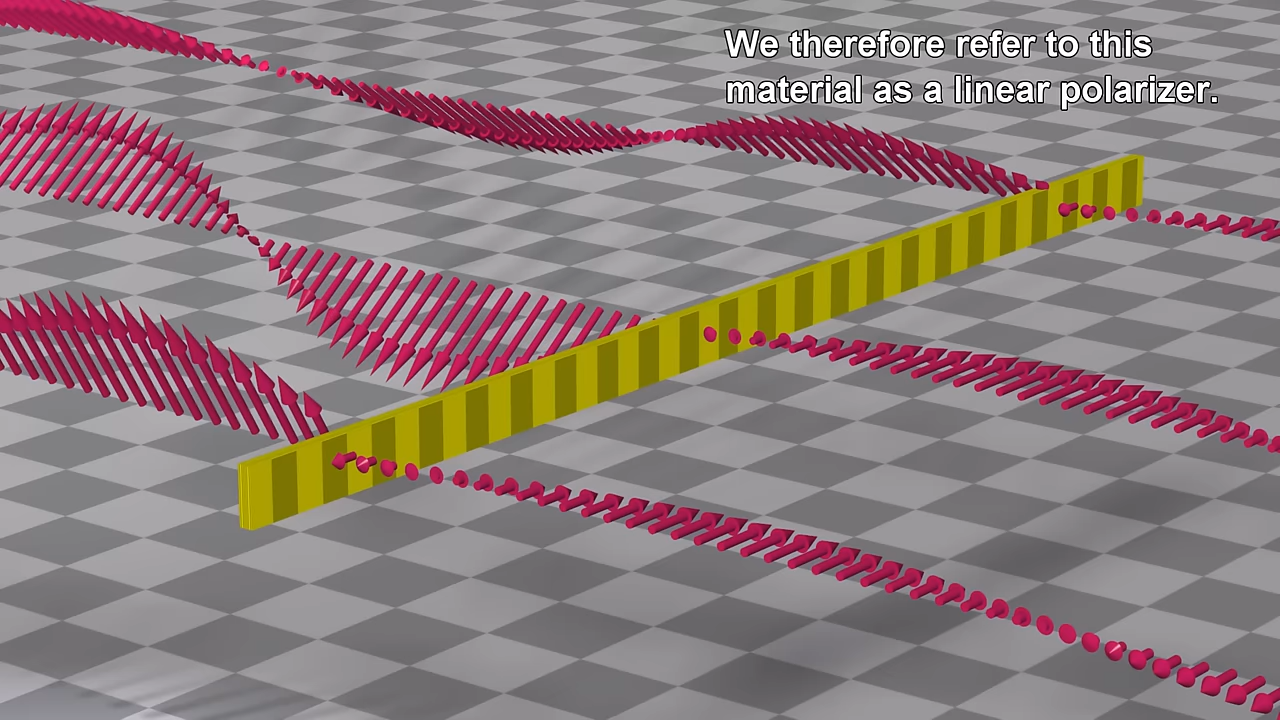 We therefore refer to this
material as a linear polarizer.